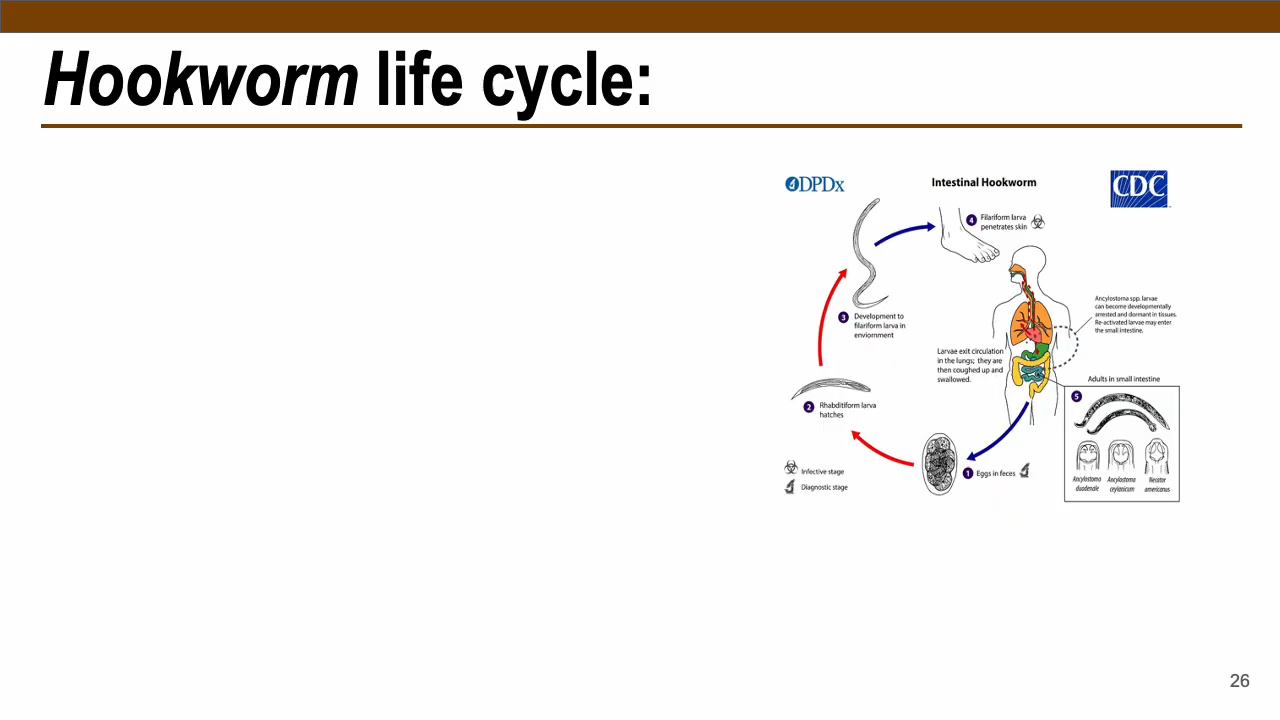 Hookworm life cycle:
DPDx
Intestinal Hookworm
CDC
4 Filariform larva
penetrates skin
Ancylostoma spp. larvae
can become developmentally
arrested and dormant in tissues.
Re-activated larvae may enter
the small intestine.
3 Development to
filariform larva in
enviornment
Larvae exit circulation
in the lungs; they are
then coughed up and
swallowed.
Adults in small intestine
5
2 Rhabditiform larva
hatches
1 Eggs in feces
Infective stage
Diagnostic stage
Ancylostoma
duodenale
Ancylostoma
ceylanicum
Necator
americanus
26